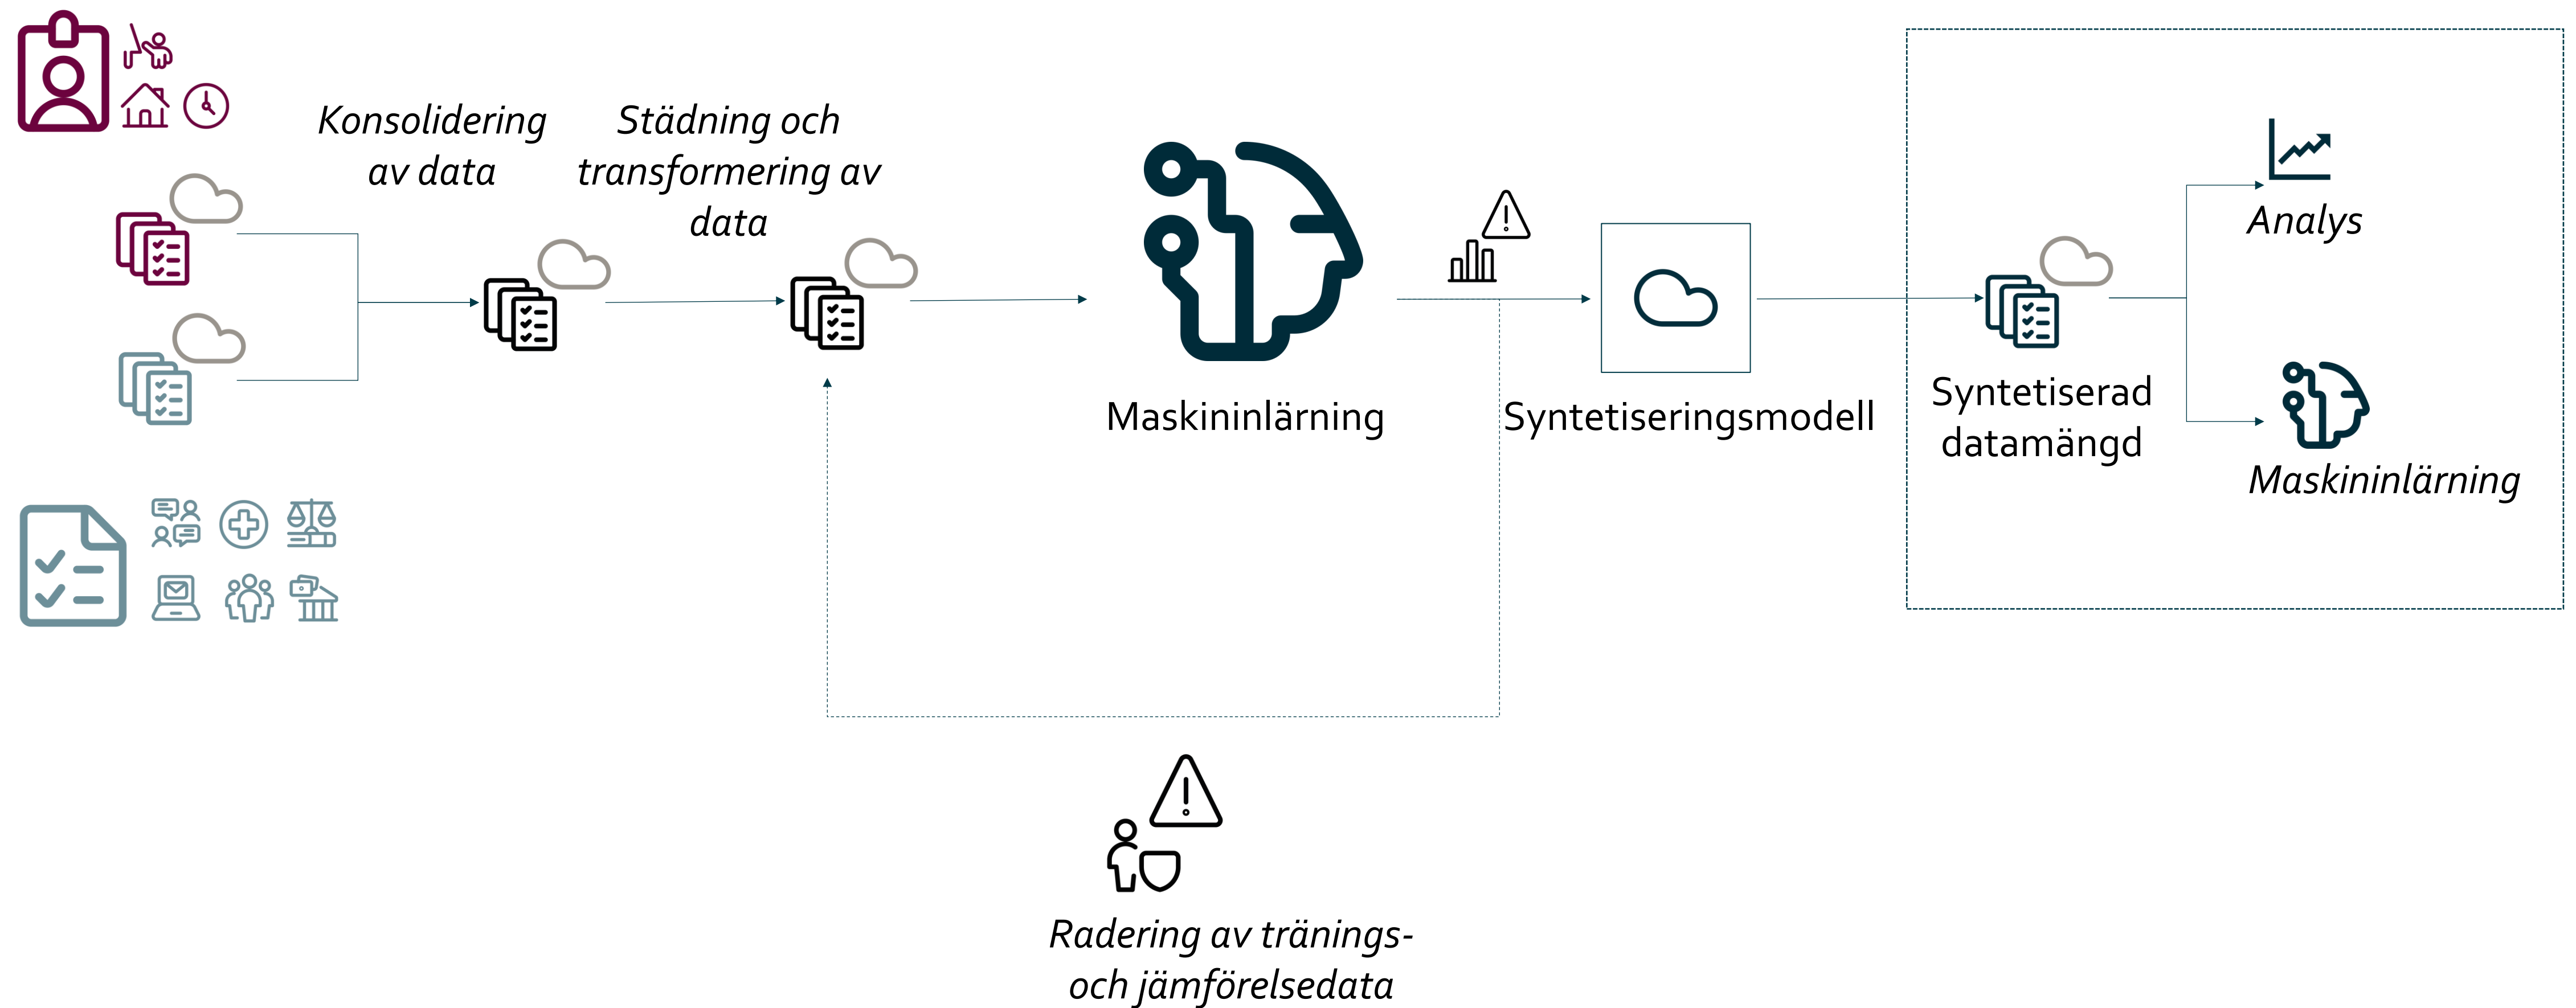 Konsolidering
av data
Städning och
transformering av
data
Maskininlärning
Syntetiseringsmodell
Syntetiserad
datamängd
Analys
Maskininlärning
Radering av tränings-
och jämförelsedata